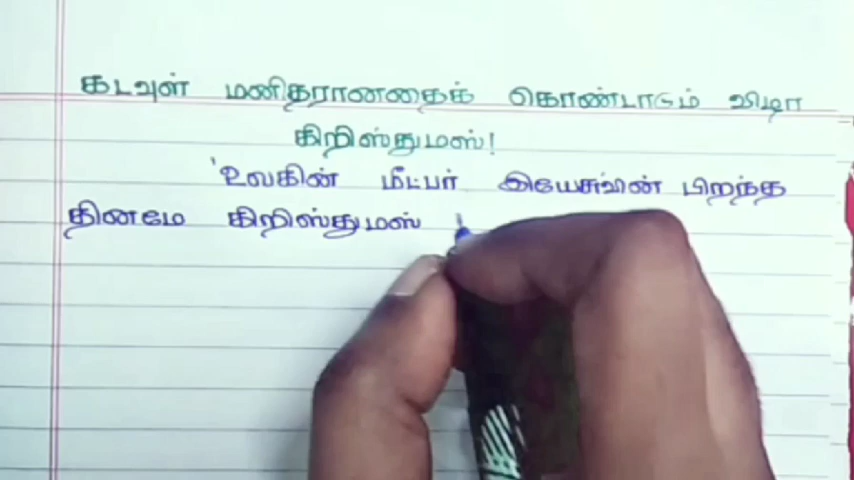 கடவுள் மனிதரானதைக் கொண்டாடும் விழா
கிறிஸ்துமஸ்!
'உலகின் மீட்பர் இயேசுவின் பிறந்த
தினமே கிறிஸ்துமஸ்